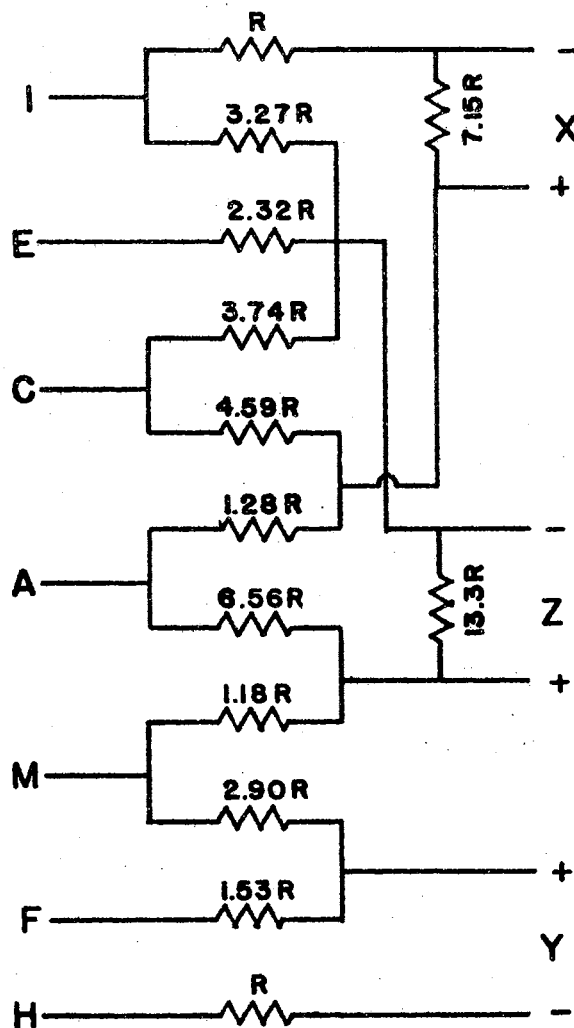 R
−
I
7.15R
3.27R
X
+
2.32R
E
3.74R
C
4.59R
1.28R
−
A
6.56R
13.3R
Z
1.18R
+
M
2.90R
+
F
1.53R
Y
R
H
−